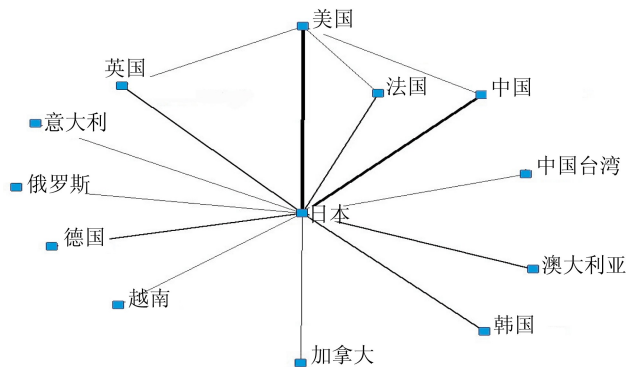 美国
英国
法国
中国
意大利
中国台湾
俄罗斯
日本
德国
澳大利亚
越南
韩国
加拿大